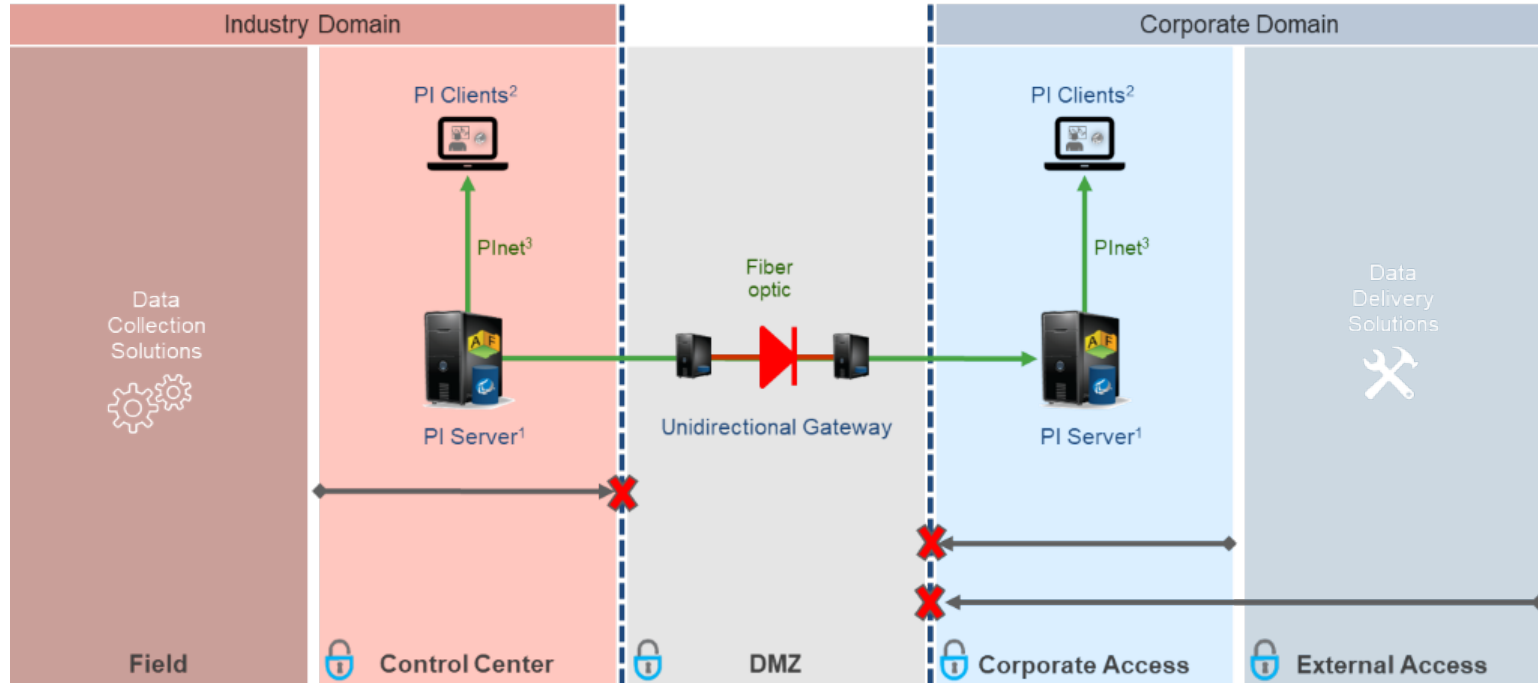 Industry Domain
Corporate Domain
PI Clients²
PI Clients²
PInet³
PInet³
Fiber
optic
Data
Collection
Solutions
Data
Delivery
Solutions
A F
A F
PI Server¹
Unidirectional Gateway
PI Server¹
Field
Control Center
DMZ
Corporate Access
External Access